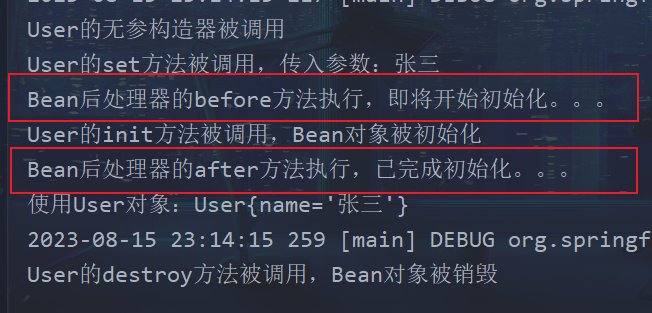 User的无参构造器被调用
User的set方法被调用，传入参数：张三
Bean后处理器的before方法执行，即将开始初始化。。。
User的init方法被调用，Bean对象被初始化
Bean后处理器的after方法执行，已完成初始化。。。
使用User对象：User{name='张三'}
2023-08-15 23:14:15 259 [main] DEBUG org.springf
User的destroy方法被调用，Bean对象被销毁